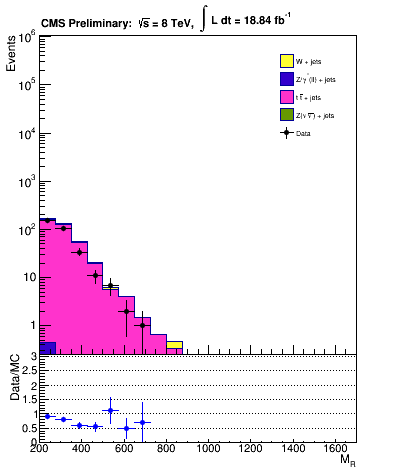 CMS Preliminary: √s = 8 TeV, ∫ L dt = 18.84 fb⁻¹
Events
10⁶
10⁵
10⁴
10³
10²
10
1
W + jets
Z/γ*(ll) + jets
t t̅ + jets
Z(ν ν̅) + jets
Data
Data/MC
3
2.5
2
1.5
1
0.5
0
200 400 600 800 1000 1200 1400 1600
M_R